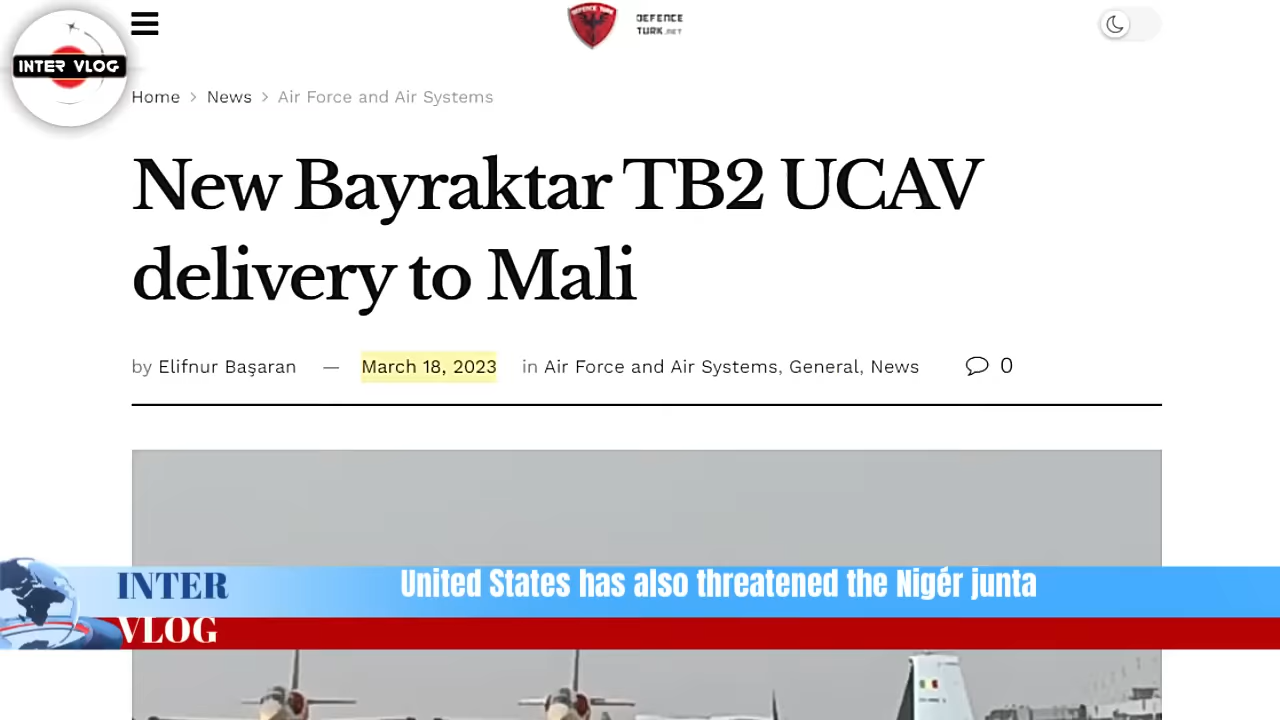 INTER VLOG
DEFENCE
TURK.NET
Home > News > Air Force and Air Systems
New Bayraktar TB2 UCAV
delivery to Mali
by Elifnur Başaran — March 18, 2023 in Air Force and Air Systems, General, News 0
INTER
VLOG
United States has also threatened the Nigér junta